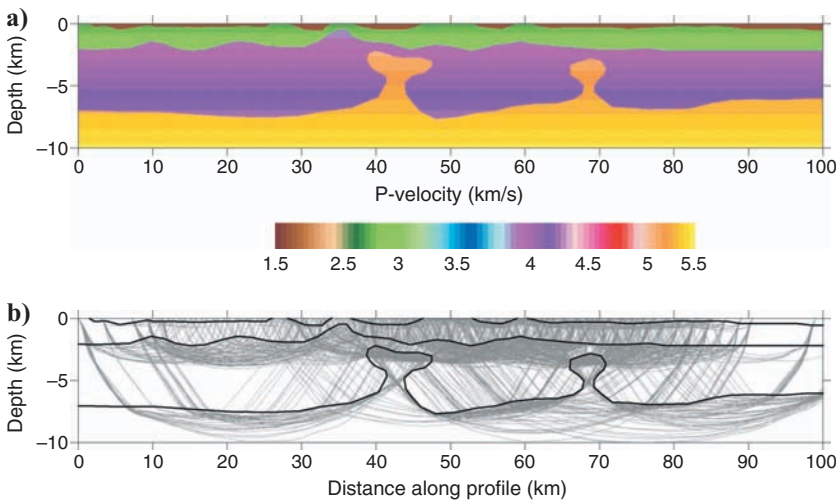 a)
Depth (km)
0
−5
−10
0 10 20 30 40 50 60 70 80 90 100
P-velocity (km/s)
1.5 2.5 3 3.5 4 4.5 5 5.5
b)
Depth (km)
0
−5
−10
0 10 20 30 40 50 60 70 80 90 100
Distance along profile (km)